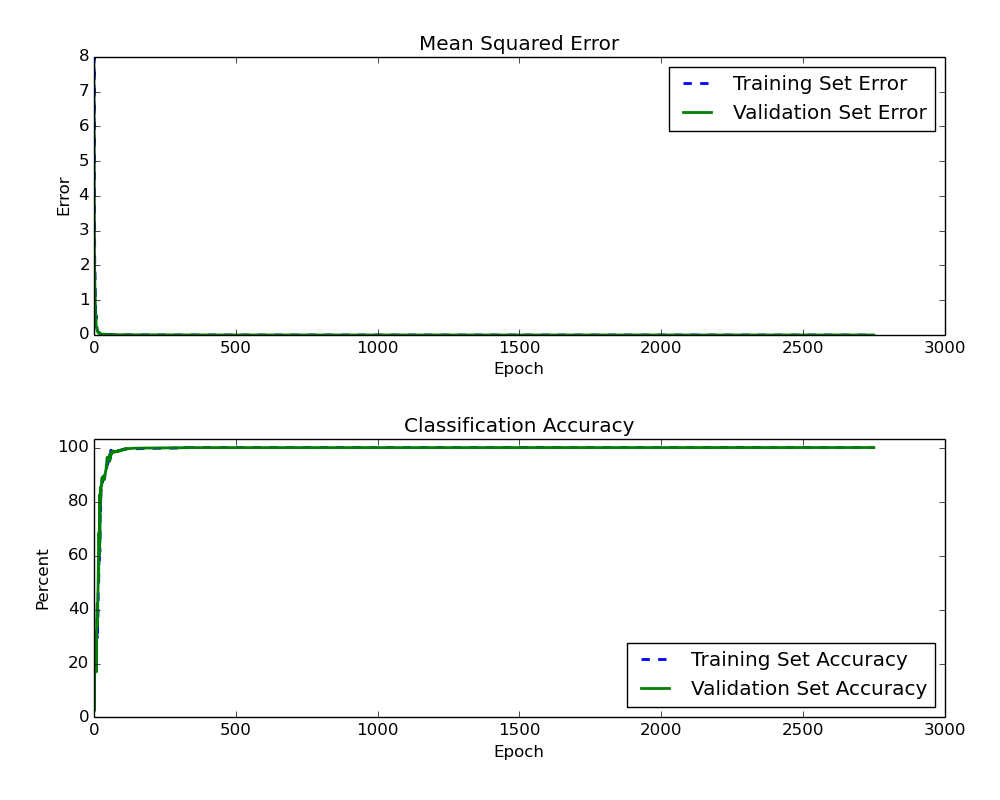 Mean Squared Error
8
7
6
5
4
3
2
1
0
Error
Training Set Error
Validation Set Error
0 500 1000 1500 2000 2500 3000
Epoch
Classification Accuracy
100
80
60
40
20
0
Percent
Training Set Accuracy
Validation Set Accuracy
0 500 1000 1500 2000 2500 3000
Epoch